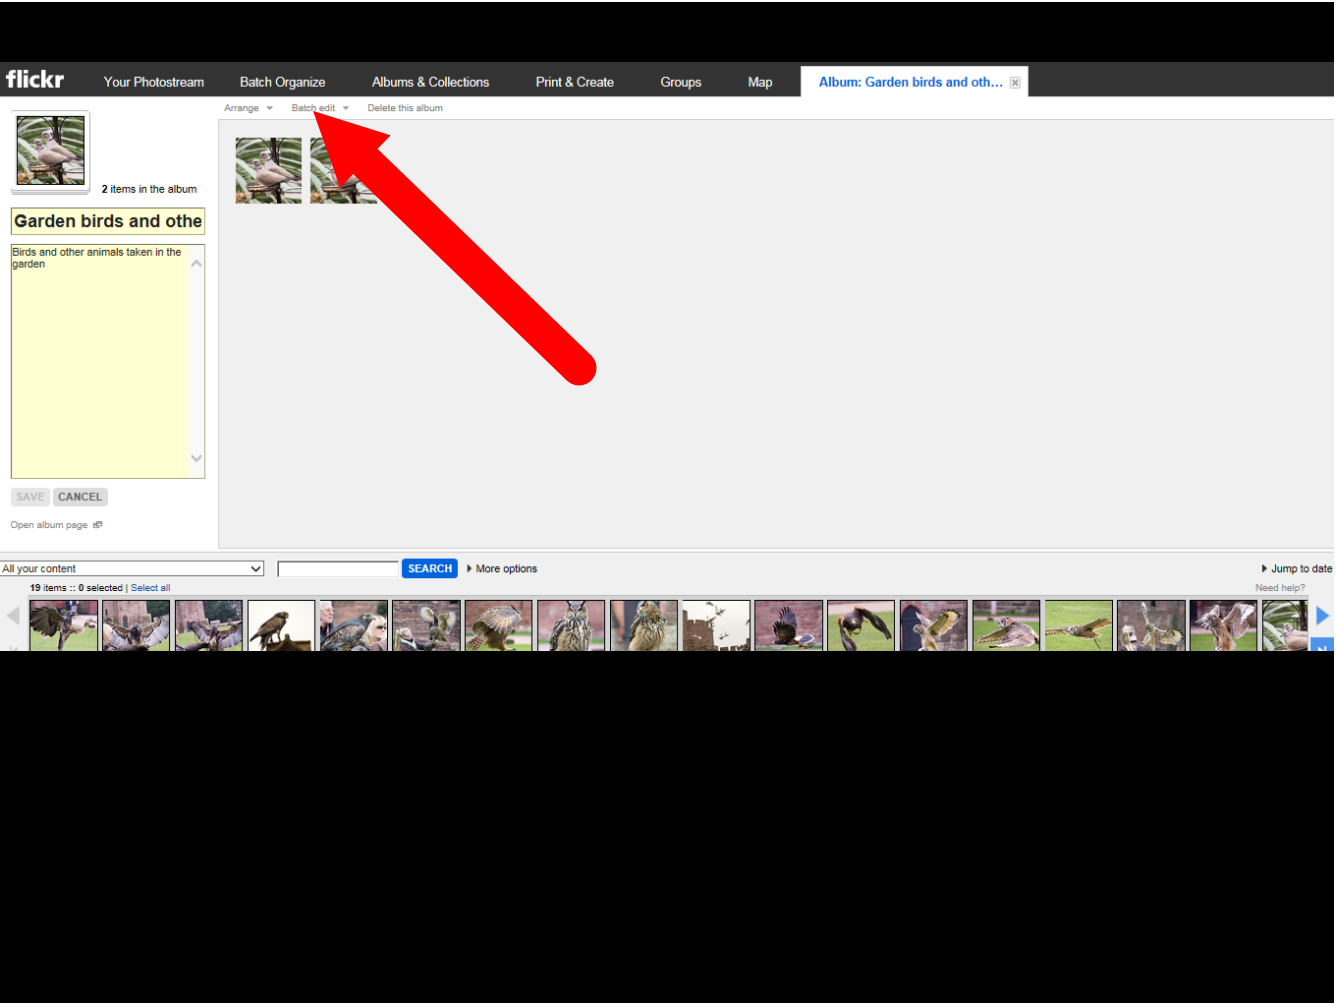 flickr Your Photostream Batch Organize Albums & Collections Print & Create Groups Map Album: Garden birds and oth...
Arrange Batch edit Delete this album
2 items in the album
Garden birds and othe
Birds and other animals taken in the
garden
SAVE CANCEL
Open album page
All your content SEARCH More options Jump to date
19 items :: 0 selected | Select all Need help?